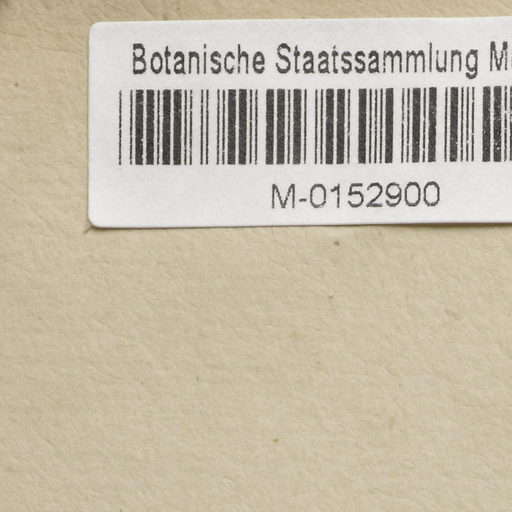 Botanische Staatssammlung M
M-0152900